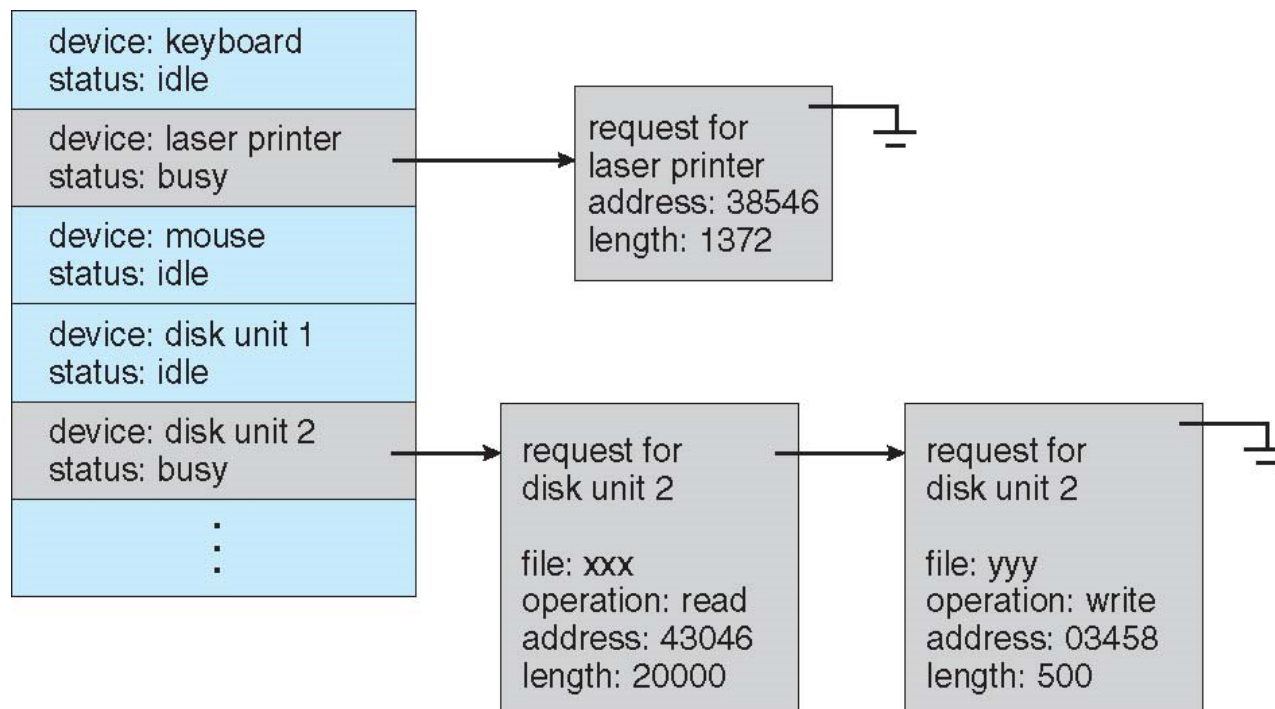 device: keyboard
status: idle
device: laser printer
status: busy
device: mouse
status: idle
device: disk unit 1
status: idle
device: disk unit 2
status: busy
request for
laser printer
address: 38546
length: 1372
request for
disk unit 2
file: xxx
operation: read
address: 43046
length: 20000
request for
disk unit 2
file: yyy
operation: write
address: 03458
length: 500